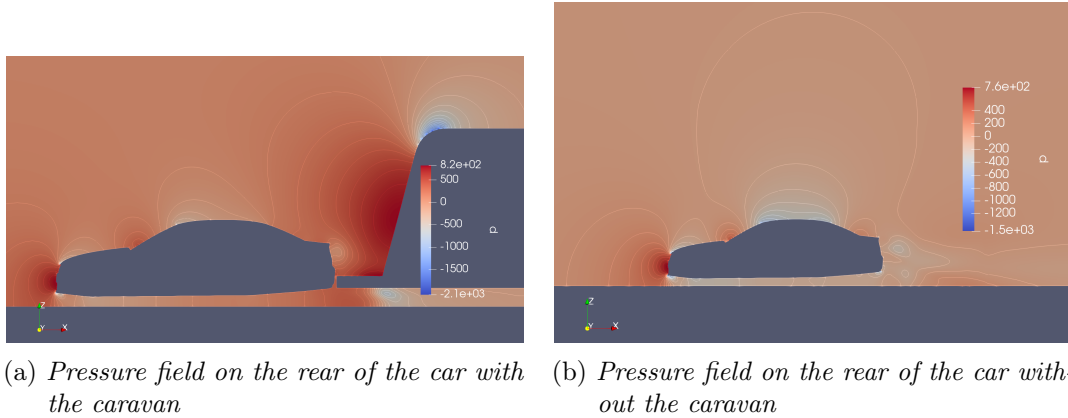 8.2e+02
500
0
-500
-1000
-1500
-2.1e+03
p
Z
Y
X
7.6e+02
400
200
0
-200
-400
-600
-800
-1000
-1200
-1.5e+03
p
Z
Y
X
(a) Pressure field on the rear of the car with
the caravan
(b) Pressure field on the rear of the car with-
out the caravan